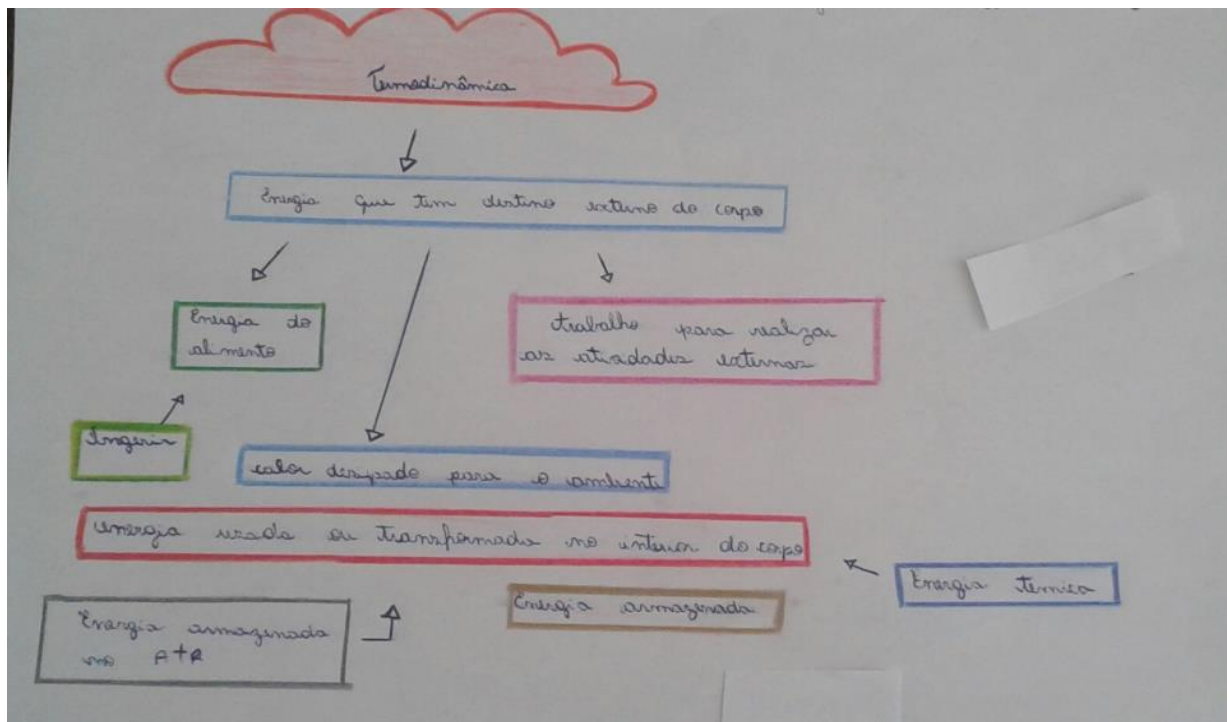 Termodinâmica
Energia que tem destino externo do corpo
Energia do
alimento
trabalho para realizar
as atividades externas
Ingerir
calor desipado para o ambiente
energia usada ou transformada no interior do corpo
Energia térmica
Energia armazenada
Energia armazenada
no ATP